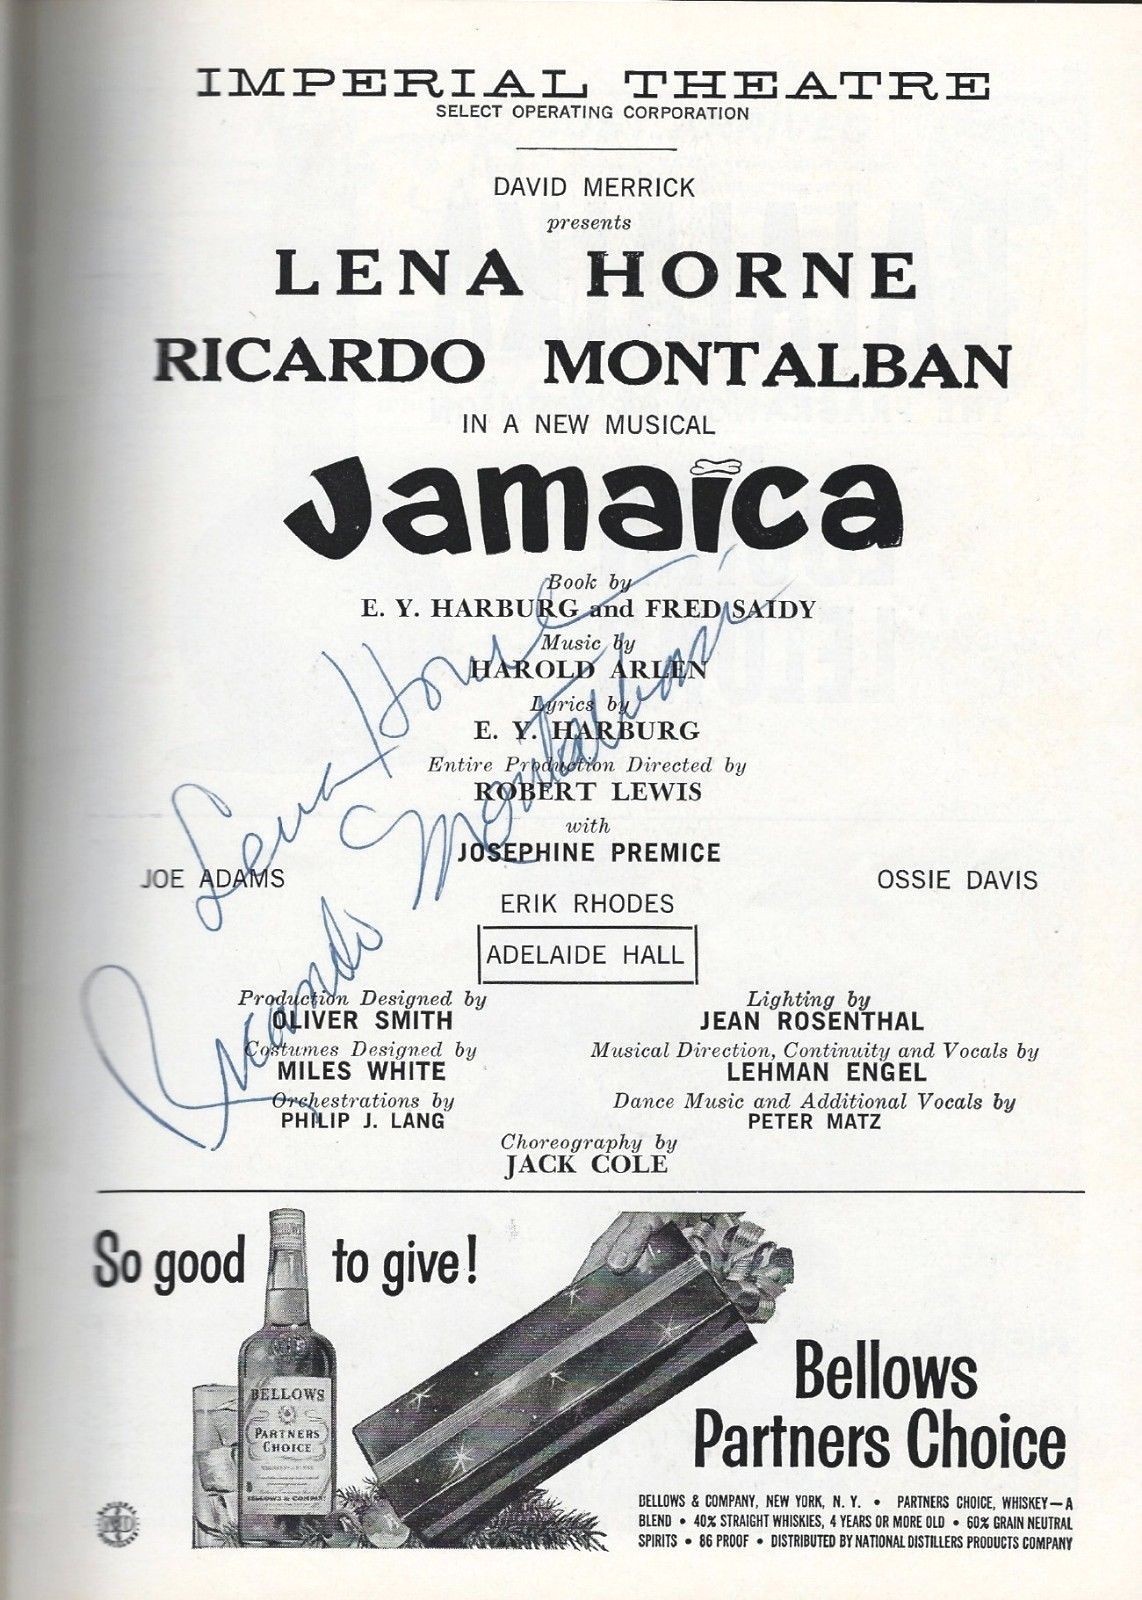 IMPERIAL THEATRE
SELECT OPERATING CORPORATION
DAVID MERRICK
presents
LENA HORNE
RICARDO MONTALBAN
IN A NEW MUSICAL
Jamaica
Book by
E. Y. HARBURG and FRED SAIDY
Music by
HAROLD ARLEN
Lyrics by
E. Y. HARBURG
Entire Production Directed by
ROBERT LEWIS
with
JOSEPHINE PREMICE
JOE ADAMS OSSIE DAVIS
ERIK RHODES
ADELAIDE HALL
Lena Horne
Ricardo Montalban
Production Designed by
OLIVER SMITH
Costumes Designed by
MILES WHITE
Orchestrations by
PHILIP J. LANG
Lighting by
JEAN ROSENTHAL
Musical Direction, Continuity and Vocals by
LEHMAN ENGEL
Dance Music and Additional Vocals by
PETER MATZ
Choreography by
JACK COLE
So good to give!
BELLOWS
PARTNERS
CHOICE
BELLOWS & COMPANY
Bellows
Partners Choice
BELLOWS & COMPANY, NEW YORK, N. Y. • PARTNERS CHOICE, WHISKEY—A
BLEND • 40% STRAIGHT WHISKIES, 4 YEARS OR MORE OLD • 60% GRAIN NEUTRAL
SPIRITS • 86 PROOF • DISTRIBUTED BY NATIONAL DISTILLERS PRODUCTS COMPANY